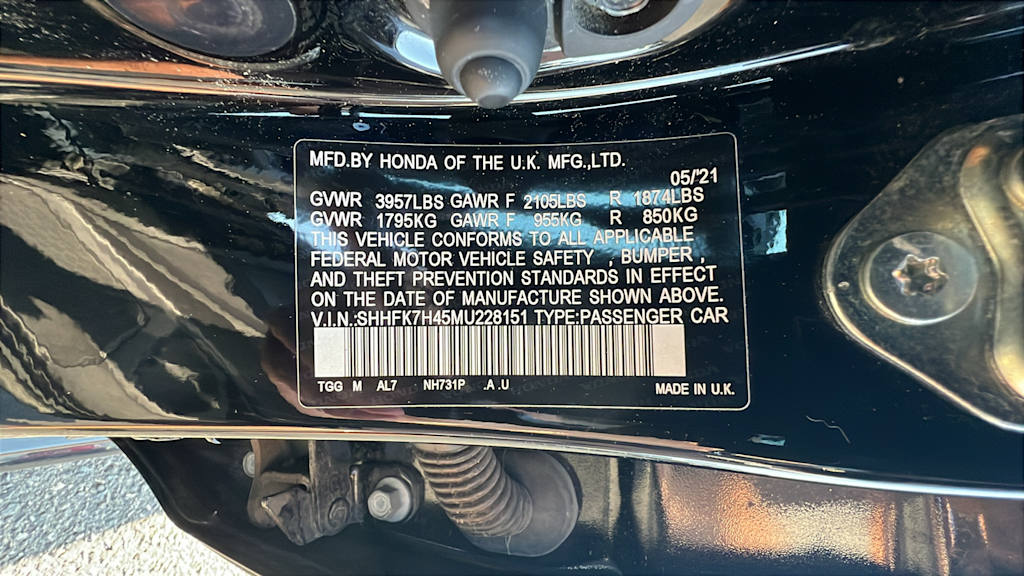 MFD.BY HONDA OF THE U.K. MFG.,LTD.
05/'21
GVWR 3957LBS GAWR F 2105LBS R 1874LBS
GVWR 1795KG GAWR F 955KG R 850KG
THIS VEHICLE CONFORMS TO ALL APPLICABLE
FEDERAL MOTOR VEHICLE SAFETY , BUMPER ,
AND THEFT PREVENTION STANDARDS IN EFFECT
ON THE DATE OF MANUFACTURE SHOWN ABOVE.
V.I.N.:SHHFK7H45MU228151 TYPE:PASSENGER CAR
TGG M AL7 NH731P .A .U MADE IN U.K.